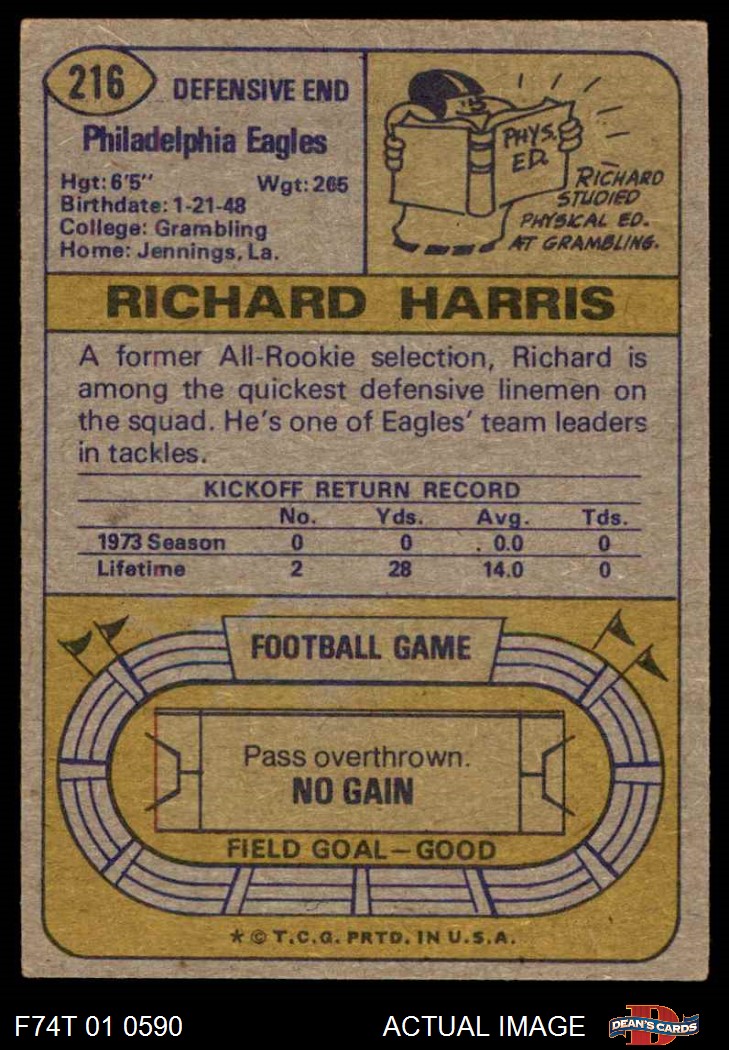 216
DEFENSIVE END
Philadelphia Eagles
Hgt: 6'5" Wgt: 265
Birthdate: 1-21-48
College: Grambling
Home: Jennings, La.
PHYS.
ED.
RICHARD
STUDIED
PHYSICAL ED.
AT GRAMBLING.
RICHARD HARRIS
A former All-Rookie selection, Richard is
among the quickest defensive linemen on
the squad. He's one of Eagles' team leaders
in tackles.
KICKOFF RETURN RECORD
No. Yds. Avg. Tds.
1973 Season 0 0 0.0 0
Lifetime 2 28 14.0 0
FOOTBALL GAME
Pass overthrown.
NO GAIN
FIELD GOAL—GOOD
* © T.C.G. PRTD. IN U.S.A.
F74T 01 0590 ACTUAL IMAGE
D
DEAN'S CARDS